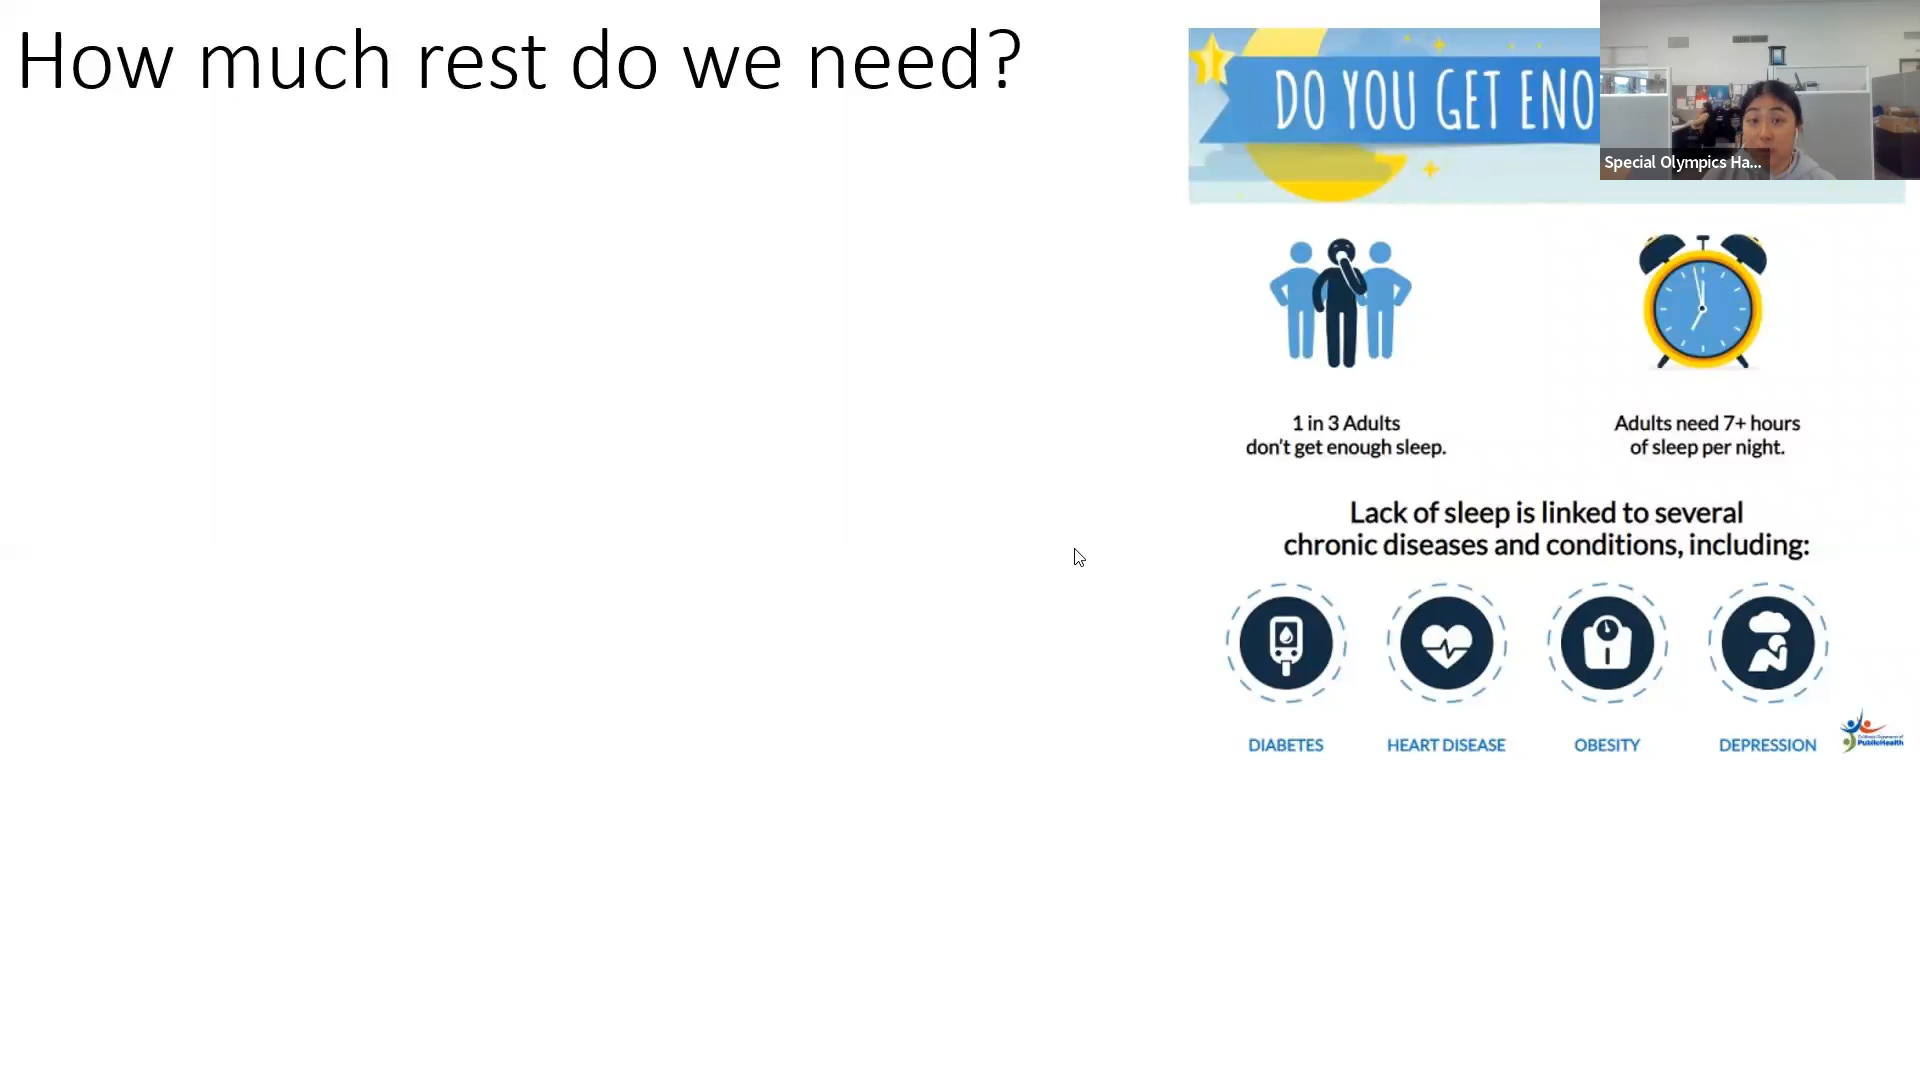 How much rest do we need?
DO YOU GET ENO
Special Olympics Ha...
1 in 3 Adults
don't get enough sleep.
Adults need 7+ hours
of sleep per night.
Lack of sleep is linked to several
chronic diseases and conditions, including:
DIABETES
HEART DISEASE
OBESITY
DEPRESSION
PublicHealth